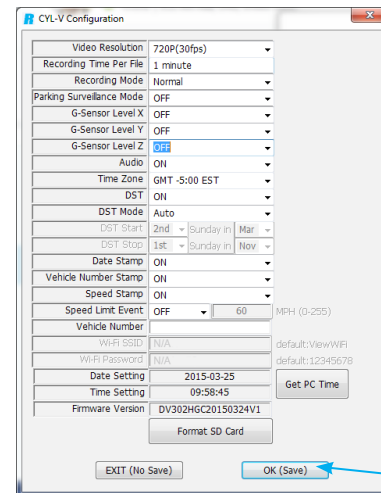 R CYL-V Configuration x
Video Resolution 720P(30fps)
Recording Time Per File 1 minute
Recording Mode Normal
Parking Surveillance Mode OFF
G-Sensor Level X OFF
G-Sensor Level Y OFF
G-Sensor Level Z OFF
Audio ON
Time Zone GMT -5:00 EST
DST ON
DST Mode Auto
DST Start 2nd Sunday in Mar
DST Stop 1st Sunday in Nov
Date Stamp ON
Vehicle Number Stamp ON
Speed Stamp ON
Speed Limit Event OFF 60 MPH (0-255)
Vehicle Number
Wi-Fi SSID N/A default:ViewWiFi
Wi-Fi Password N/A default:12345678
Date Setting 2015-03-25
Get PC Time
Time Setting 09:58:45
Firmware Version DV302HGC20150324V1
Format SD Card
EXIT (No Save) OK (Save)